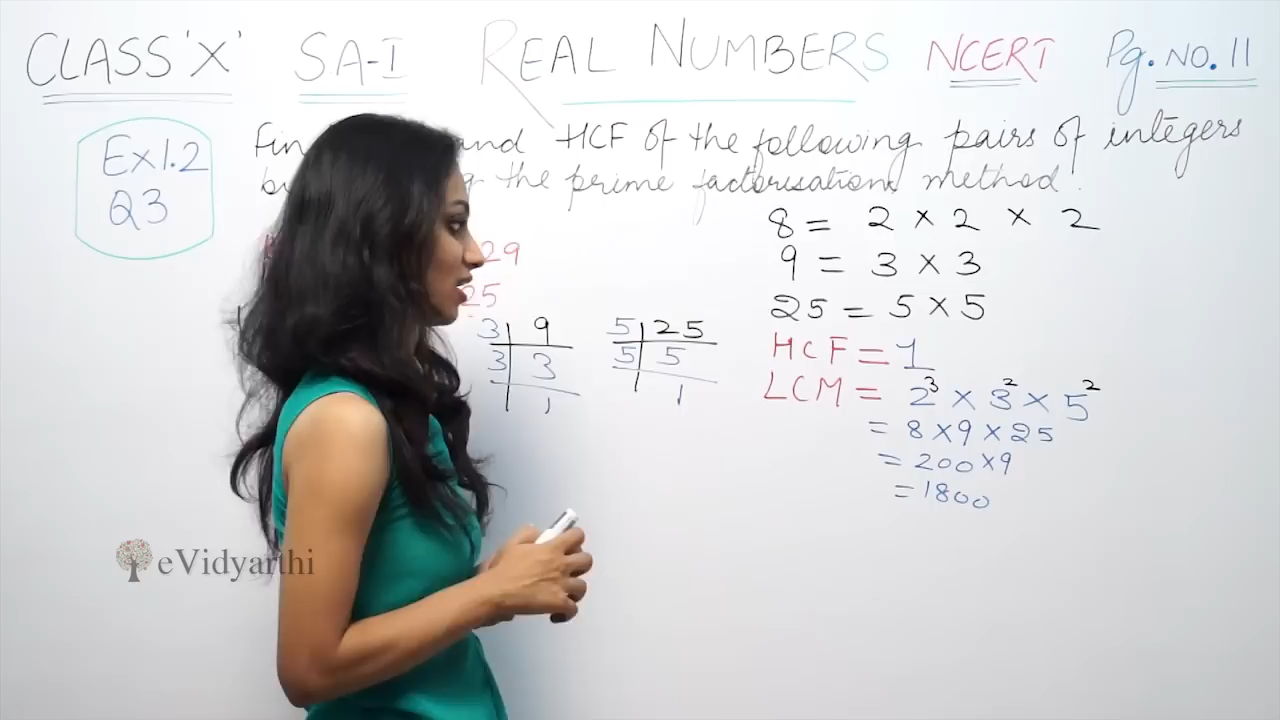 CLASS 'X' SA-I REAL NUMBERS NCERT Pg. NO. 11
Ex 1.2
Q3
and HCF of the following pairs of integers
the prime factorisation method.
29
25
3 9
3 3
1
5 25
5 5
1
8 = 2 × 2 × 2
9 = 3 × 3
25 = 5 × 5
HCF = 1
LCM = 2³ × 3² × 5²
= 8 × 9 × 25
= 200 × 9
= 1800
eVidyarthi